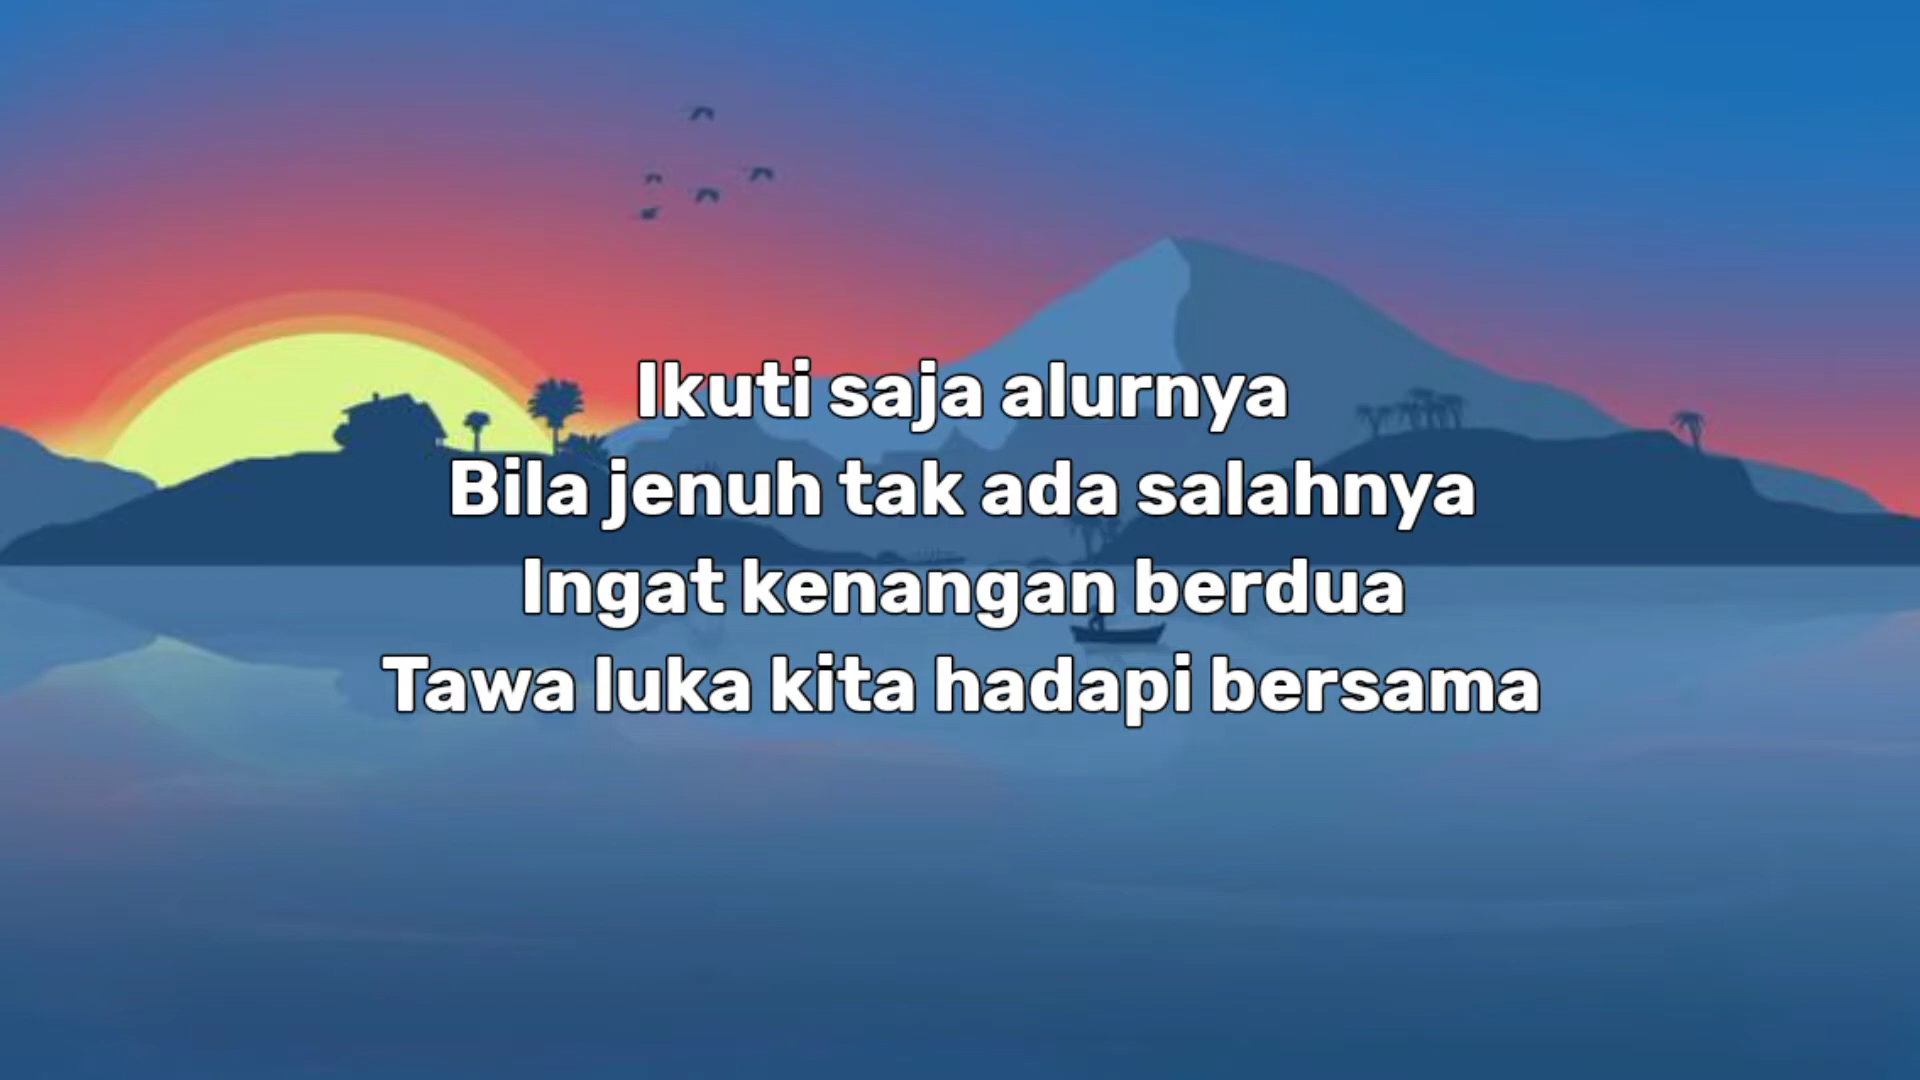 Ikuti saja alurnya
Bila jenuh tak ada salahnya
Ingat kenangan berdua
Tawa luka kita hadapi bersama